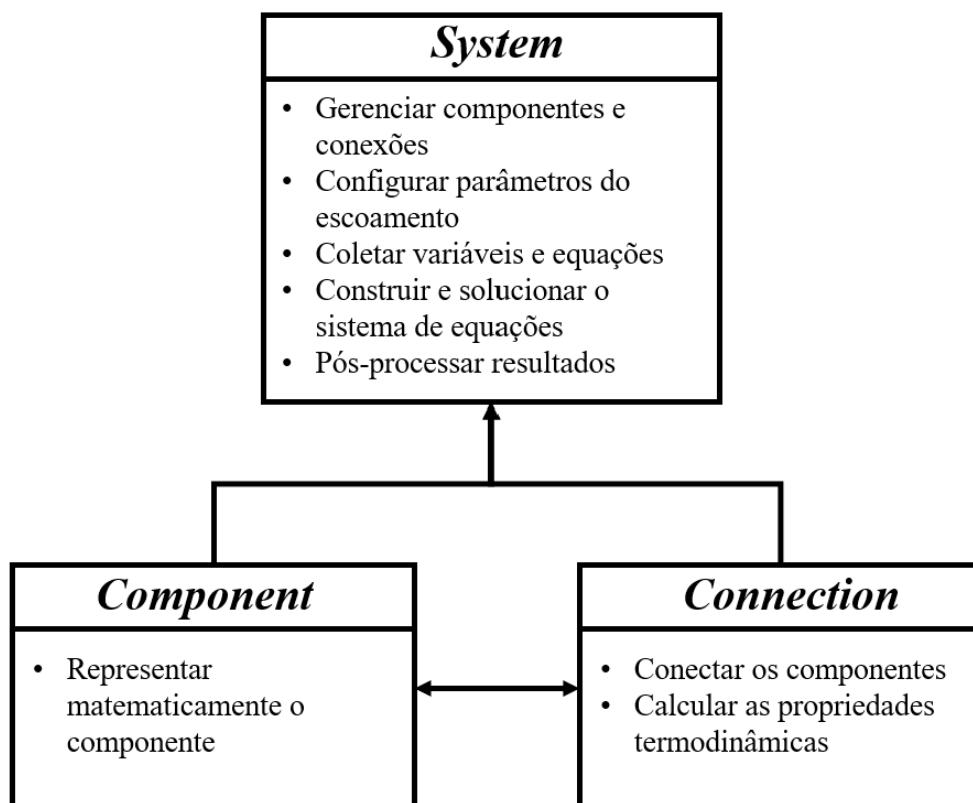 System
• Gerenciar componentes e
conexões
• Configurar parâmetros do
escoamento
• Coletar variáveis e equações
• Construir e solucionar o
sistema de equações
• Pós-processar resultados
Component
• Representar
matematicamente o
componente
Connection
• Conectar os componentes
• Calcular as propriedades
termodinâmicas